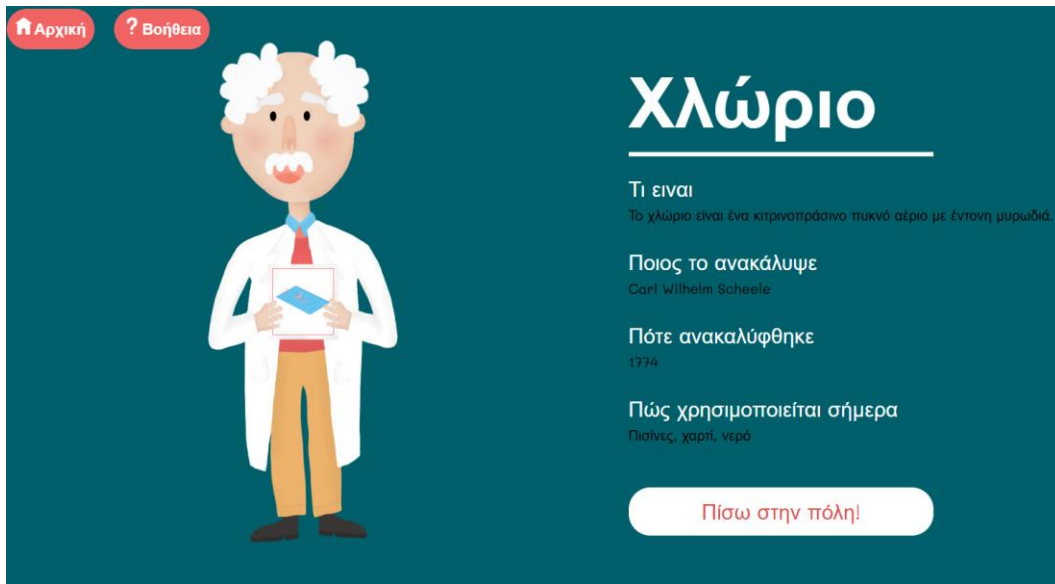 Αρχική
? Βοήθεια
Χλώριο
Τι ειναι
Το χλώριο είναι ένα κιτρινοπράσινο πυκνό αέριο με έντονη μυρωδιά.
Ποιος το ανακάλυψε
Carl Wilhelm Scheele
Πότε ανακαλύφθηκε
1774
Πώς χρησιμοποιείται σήμερα
Πισίνες, χαρτί, νερό
Πίσω στην πόλη!